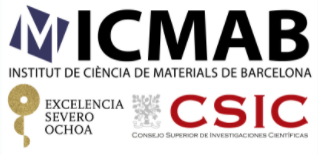 ICMAB
INSTITUT DE CIÈNCIA DE MATERIALS DE BARCELONA
EXCELENCIA
SEVERO
OCHOA
CSIC
CONSEJO SUPERIOR DE INVESTIGACIONES CIENTÍFICAS